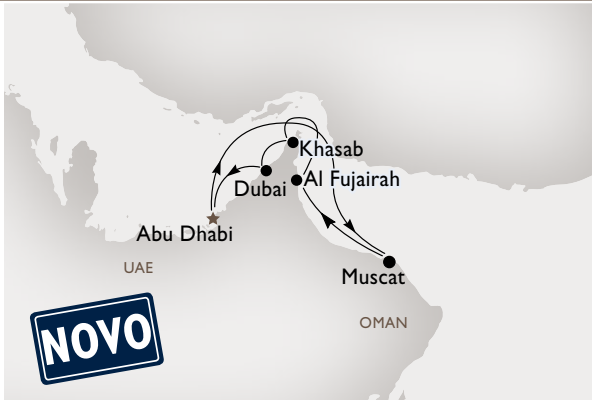 Khasab
Al Fujairah
Dubai
Abu Dhabi
UAE
Muscat
OMAN
NOVO